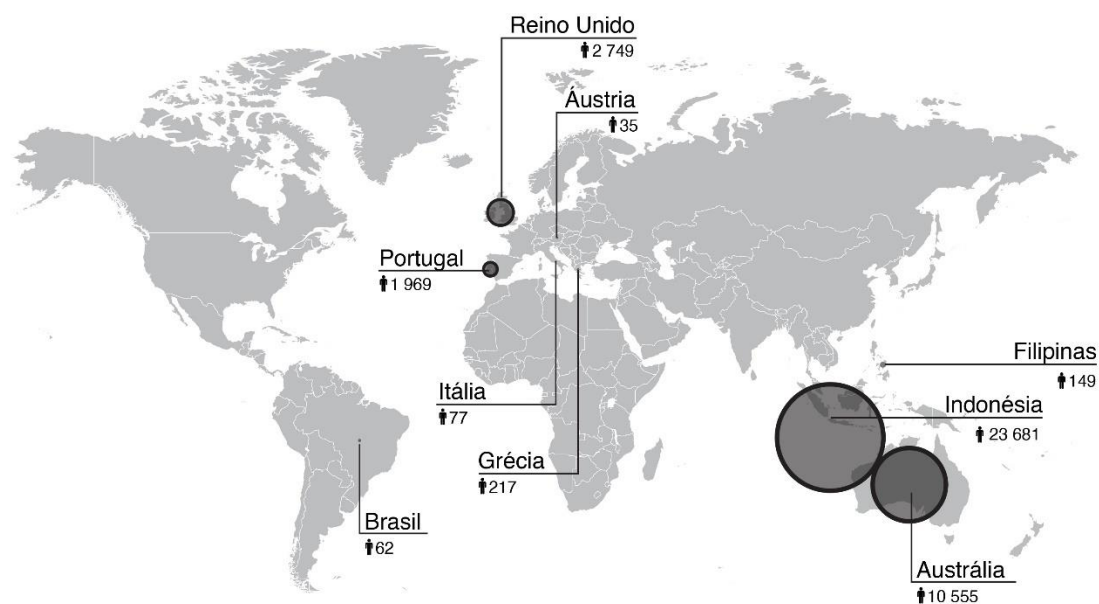 Reino Unido
2 749
Áustria
35
Portugal
1 969
Filipinas
149
Itália
77
Indonésia
23 681
Grécia
217
Brasil
62
Austrália
10 555